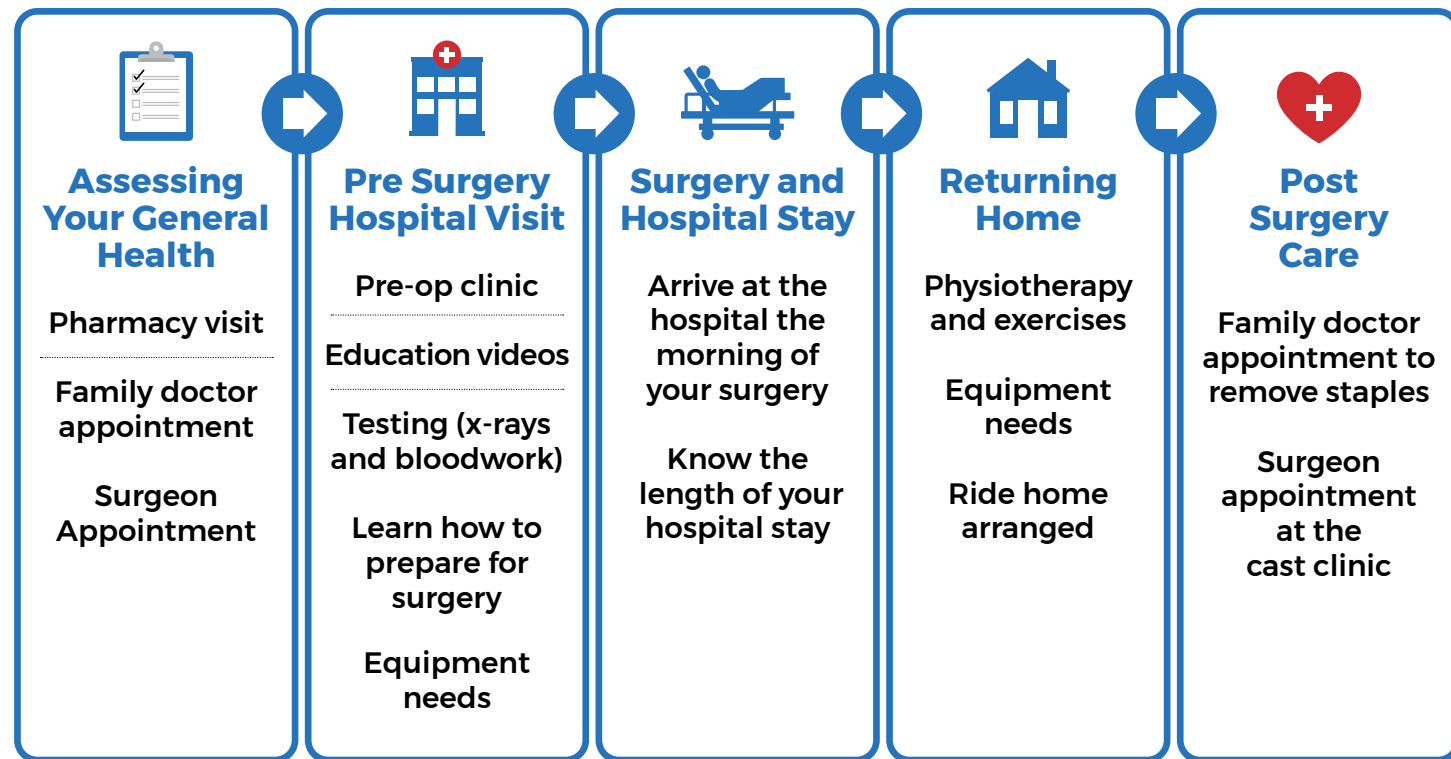 Assessing
Your General
Health
Pharmacy visit
Family doctor
appointment
Surgeon
Appointment
Pre Surgery
Hospital Visit
Pre-op clinic
Education videos
Testing (x-rays
and bloodwork)
Learn how to
prepare for
surgery
Equipment
needs
Surgery and
Hospital Stay
Arrive at the
hospital the
morning of
your surgery
Know the
length of your
hospital stay
Returning
Home
Physiotherapy
and exercises
Equipment
needs
Ride home
arranged
Post
Surgery
Care
Family doctor
appointment to
remove staples
Surgeon
appointment
at the
cast clinic